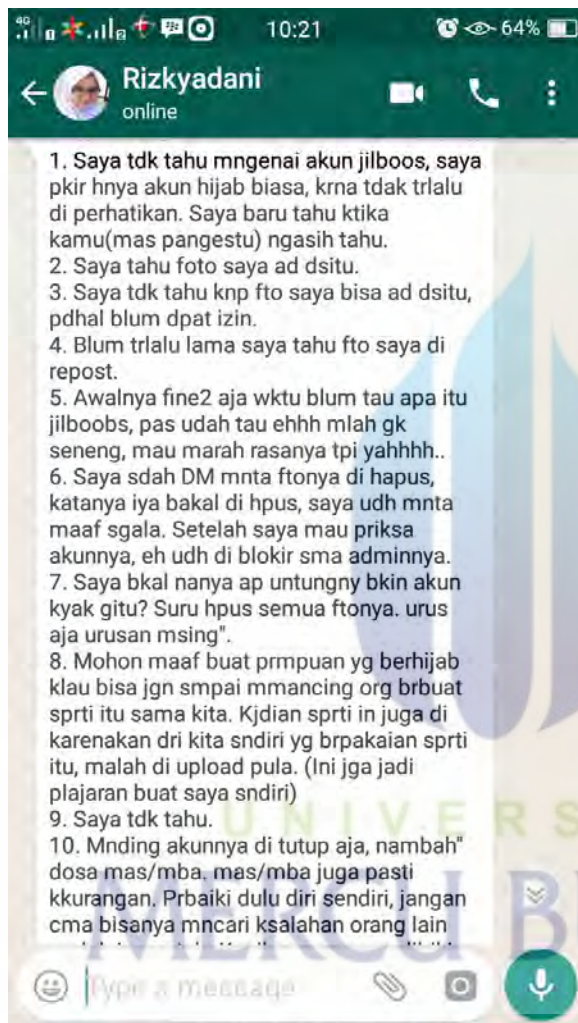 4G
10:21
64%
Rizkyadani
online
1. Saya tdk tahu mngenai akun jilboos, saya
pkir hnya akun hijab biasa, krna tdak trlalu
di perhatikan. Saya baru tahu ktika
kamu(mas pangestu) ngasih tahu.
2. Saya tahu foto saya ad dsitu.
3. Saya tdk tahu knp fto saya bisa ad dsitu,
pdhal blum dpat izin.
4. Blum trlalu lama saya tahu fto saya di
repost.
5. Awalnya fine2 aja wktu blum tau apa itu
jilboobs, pas udah tau ehhh mlah gk
seneng, mau marah rasanya tpi yahhhh..
6. Saya sdah DM mnta ftonya di hapus,
katanya iya bakal di hpus, saya udh mnta
maaf sgala. Setelah saya mau priksa
akunnya, eh udh di blokir sma adminnya.
7. Saya bkal nanya ap untungny bkin akun
kyak gitu? Suru hpus semua ftonya. urus
aja urusan msing".
8. Mohon maaf buat prmpuan yg berhijab
klau bisa jgn smpai mmancing org brbuat
sprti itu sama kita. Kjdian sprti in juga di
karenakan dri kita sndiri yg brpakaian sprti
itu, malah di upload pula. (Ini jga jadi
plajaran buat saya sndiri)
9. Saya tdk tahu.
10. Mnding akunnya di tutup aja, nambah"
dosa mas/mba. mas/mba juga pasti
kkurangan. Prbaiki dulu diri sendiri, jangan
cma bisanya mncari ksalahan orang lain
Type a message
UNIVERS
MERCU B